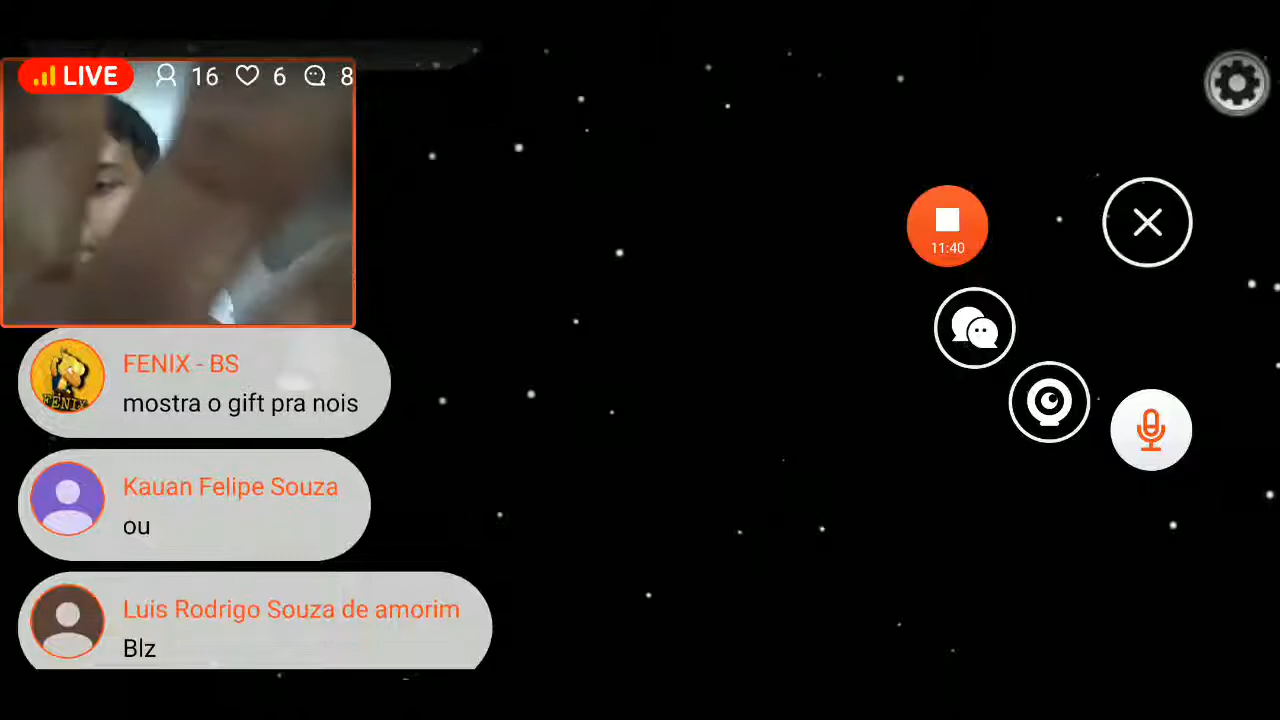 LIVE 16 6 8
11:40
FENIX - BS
mostra o gift pra nois
FENIX
Kauan Felipe Souza
ou
Luis Rodrigo Souza de amorim
Blz